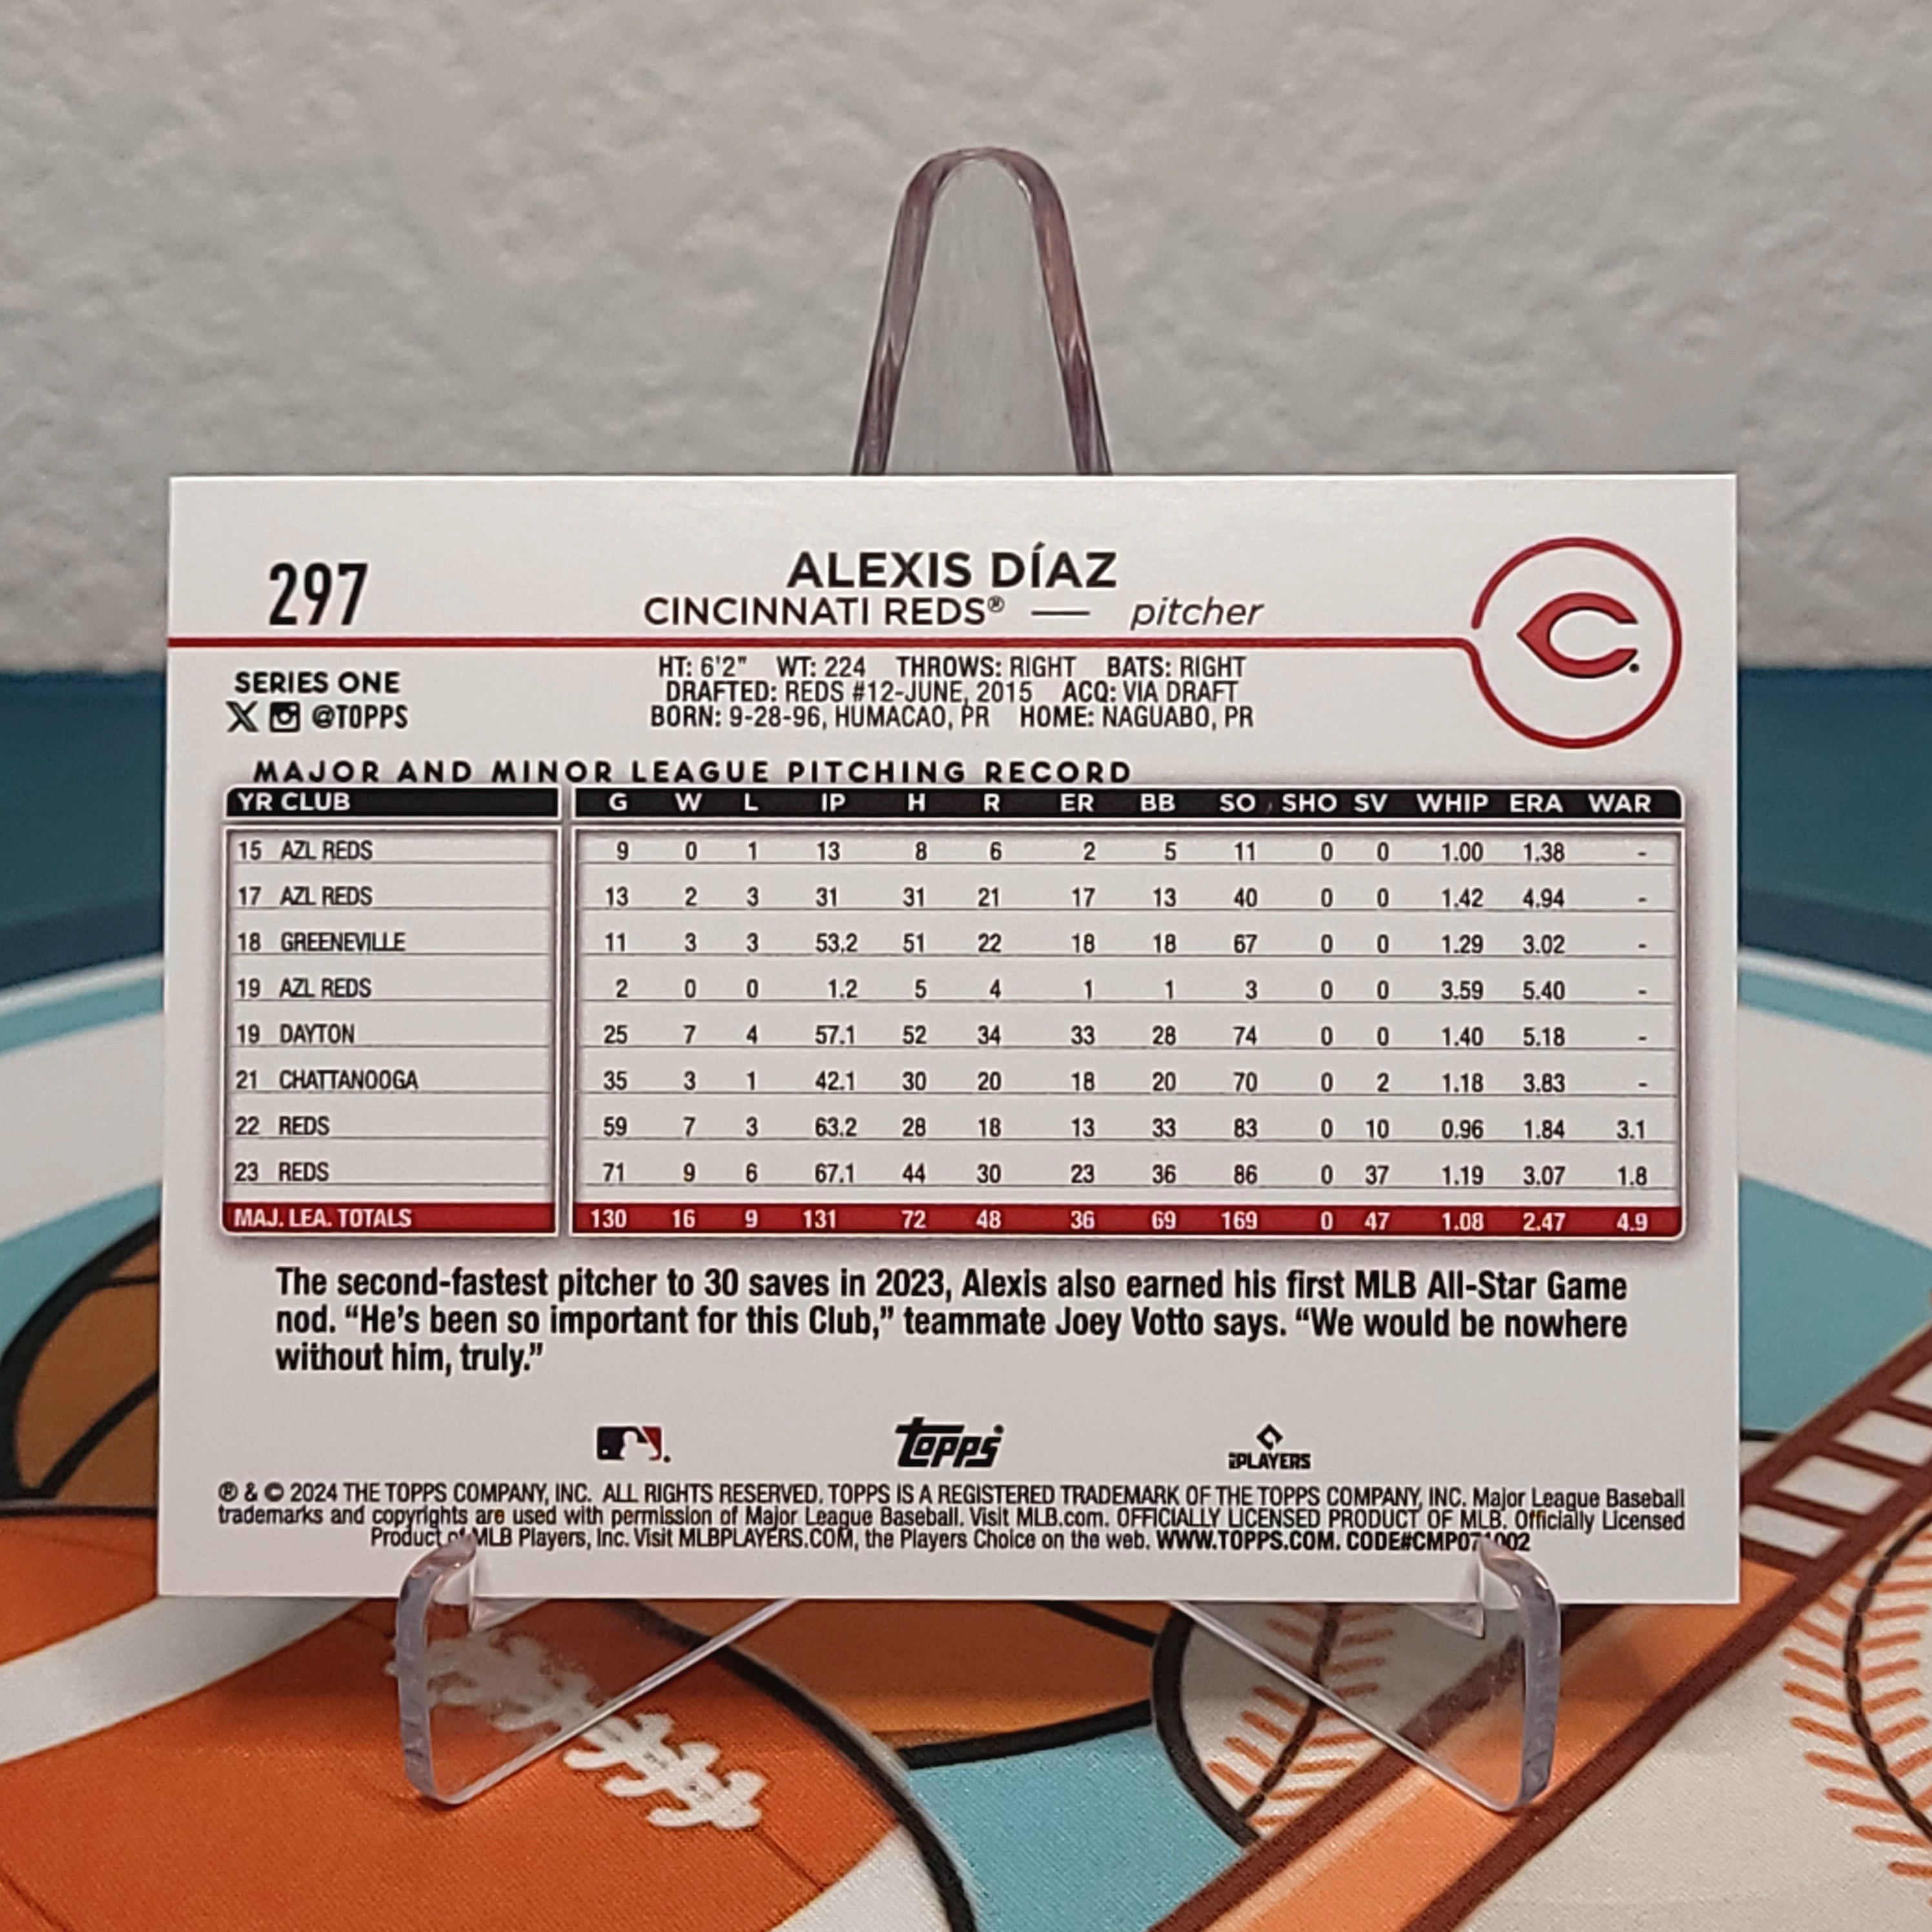 297
ALEXIS DÍAZ
CINCINNATI REDS® — pitcher
C
SERIES ONE
X @TOPPS
HT: 6'2" WT: 224 THROWS: RIGHT BATS: RIGHT
DRAFTED: REDS #12-JUNE, 2015 ACQ: VIA DRAFT
BORN: 9-28-96, HUMACAO, PR HOME: NAGUABO, PR
MAJOR AND MINOR LEAGUE PITCHING RECORD
YR CLUB G W L IP H R ER BB SO SHO SV WHIP ERA WAR
15 AZL REDS 9 0 1 13 8 6 2 5 11 0 0 1.00 1.38 -
17 AZL REDS 13 2 3 31 31 21 17 13 40 0 0 1.42 4.94 -
18 GREENEVILLE 11 3 3 53.2 51 22 18 18 67 0 0 1.29 3.02 -
19 AZL REDS 2 0 0 1.2 5 4 1 1 3 0 0 3.59 5.40 -
19 DAYTON 25 7 4 57.1 52 34 33 28 74 0 0 1.40 5.18 -
21 CHATTANOOGA 35 3 1 42.1 30 20 18 20 70 0 2 1.18 3.83 -
22 REDS 59 7 3 63.2 28 18 13 33 83 0 10 0.96 1.84 3.1
23 REDS 71 9 6 67.1 44 30 23 36 86 0 37 1.19 3.07 1.8
MAJ. LEA. TOTALS 130 16 9 131 72 48 36 69 169 0 47 1.08 2.47 4.9
The second-fastest pitcher to 30 saves in 2023, Alexis also earned his first MLB All-Star Game
nod. “He’s been so important for this Club,” teammate Joey Votto says. “We would be nowhere
without him, truly.”
topps PLAYERS
® & © 2024 THE TOPPS COMPANY, INC. ALL RIGHTS RESERVED. TOPPS IS A REGISTERED TRADEMARK OF THE TOPPS COMPANY, INC. Major League Baseball
trademarks and copyrights are used with permission of Major League Baseball. Visit MLB.com. OFFICIALLY LICENSED PRODUCT OF MLB. Officially Licensed
Product of MLB Players, Inc. Visit MLBPLAYERS.COM, the Players Choice on the web. WWW.TOPPS.COM.